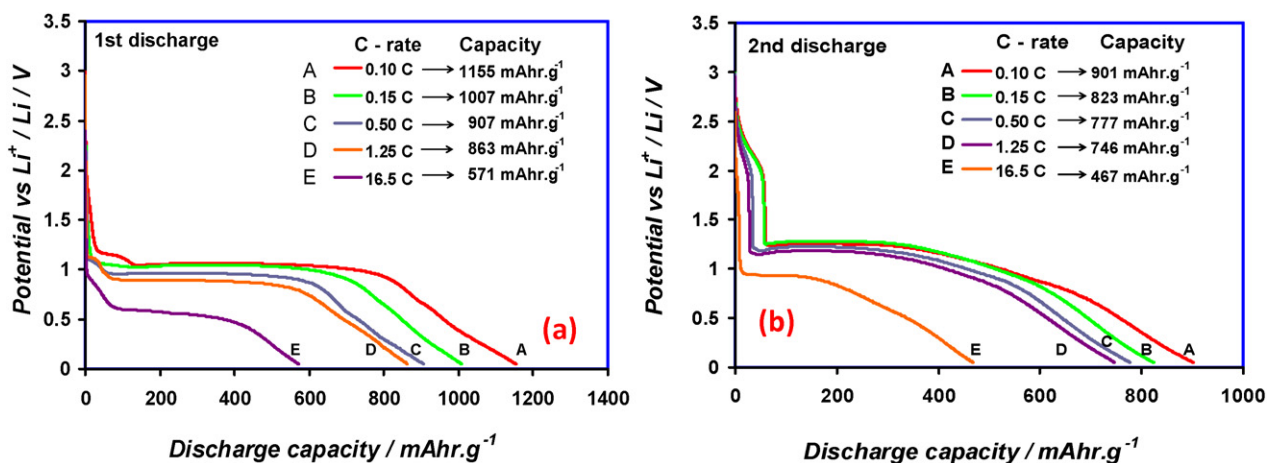 1st discharge
C - rate Capacity
A 0.10 C → 1155 mAhr.g-1
B 0.15 C → 1007 mAhr.g-1
C 0.50 C → 907 mAhr.g-1
D 1.25 C → 863 mAhr.g-1
E 16.5 C → 571 mAhr.g-1
Potential vs Li+ / Li / V
3.5
3
2.5
2
1.5
1
0.5
0
(a)
E D C B A
0 200 400 600 800 1000 1200 1400
Discharge capacity / mAhr.g-1
2nd discharge
C - rate Capacity
A 0.10 C → 901 mAhr.g-1
B 0.15 C → 823 mAhr.g-1
C 0.50 C → 777 mAhr.g-1
D 1.25 C → 746 mAhr.g-1
E 16.5 C → 467 mAhr.g-1
Potential vs Li+ / Li / V
3.5
3
2.5
2
1.5
1
0.5
0
(b)
E D C B A
0 200 400 600 800 1000
Discharge capacity / mAhr.g-1